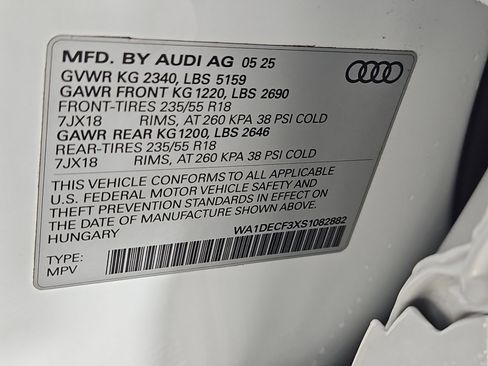 MFD. BY AUDI AG 05 25
GVWR KG 2340, LBS 5159
GAWR FRONT KG 1220, LBS 2690
FRONT-TIRES 235/55 R18
7JX18 RIMS, AT 260 KPA 38 PSI COLD
GAWR REAR KG 1200, LBS 2646
REAR-TIRES 235/55 R18
7JX18 RIMS, AT 260 KPA 38 PSI COLD
THIS VEHICLE CONFORMS TO ALL APPLICABLE
U.S. FEDERAL MOTOR VEHICLE SAFETY AND
THEFT PREVENTION STANDARDS IN EFFECT ON
THE DATE OF MANUFACTURE SHOWN ABOVE
HUNGARY
WA1DECF3XS1082882
TYPE:
MPV